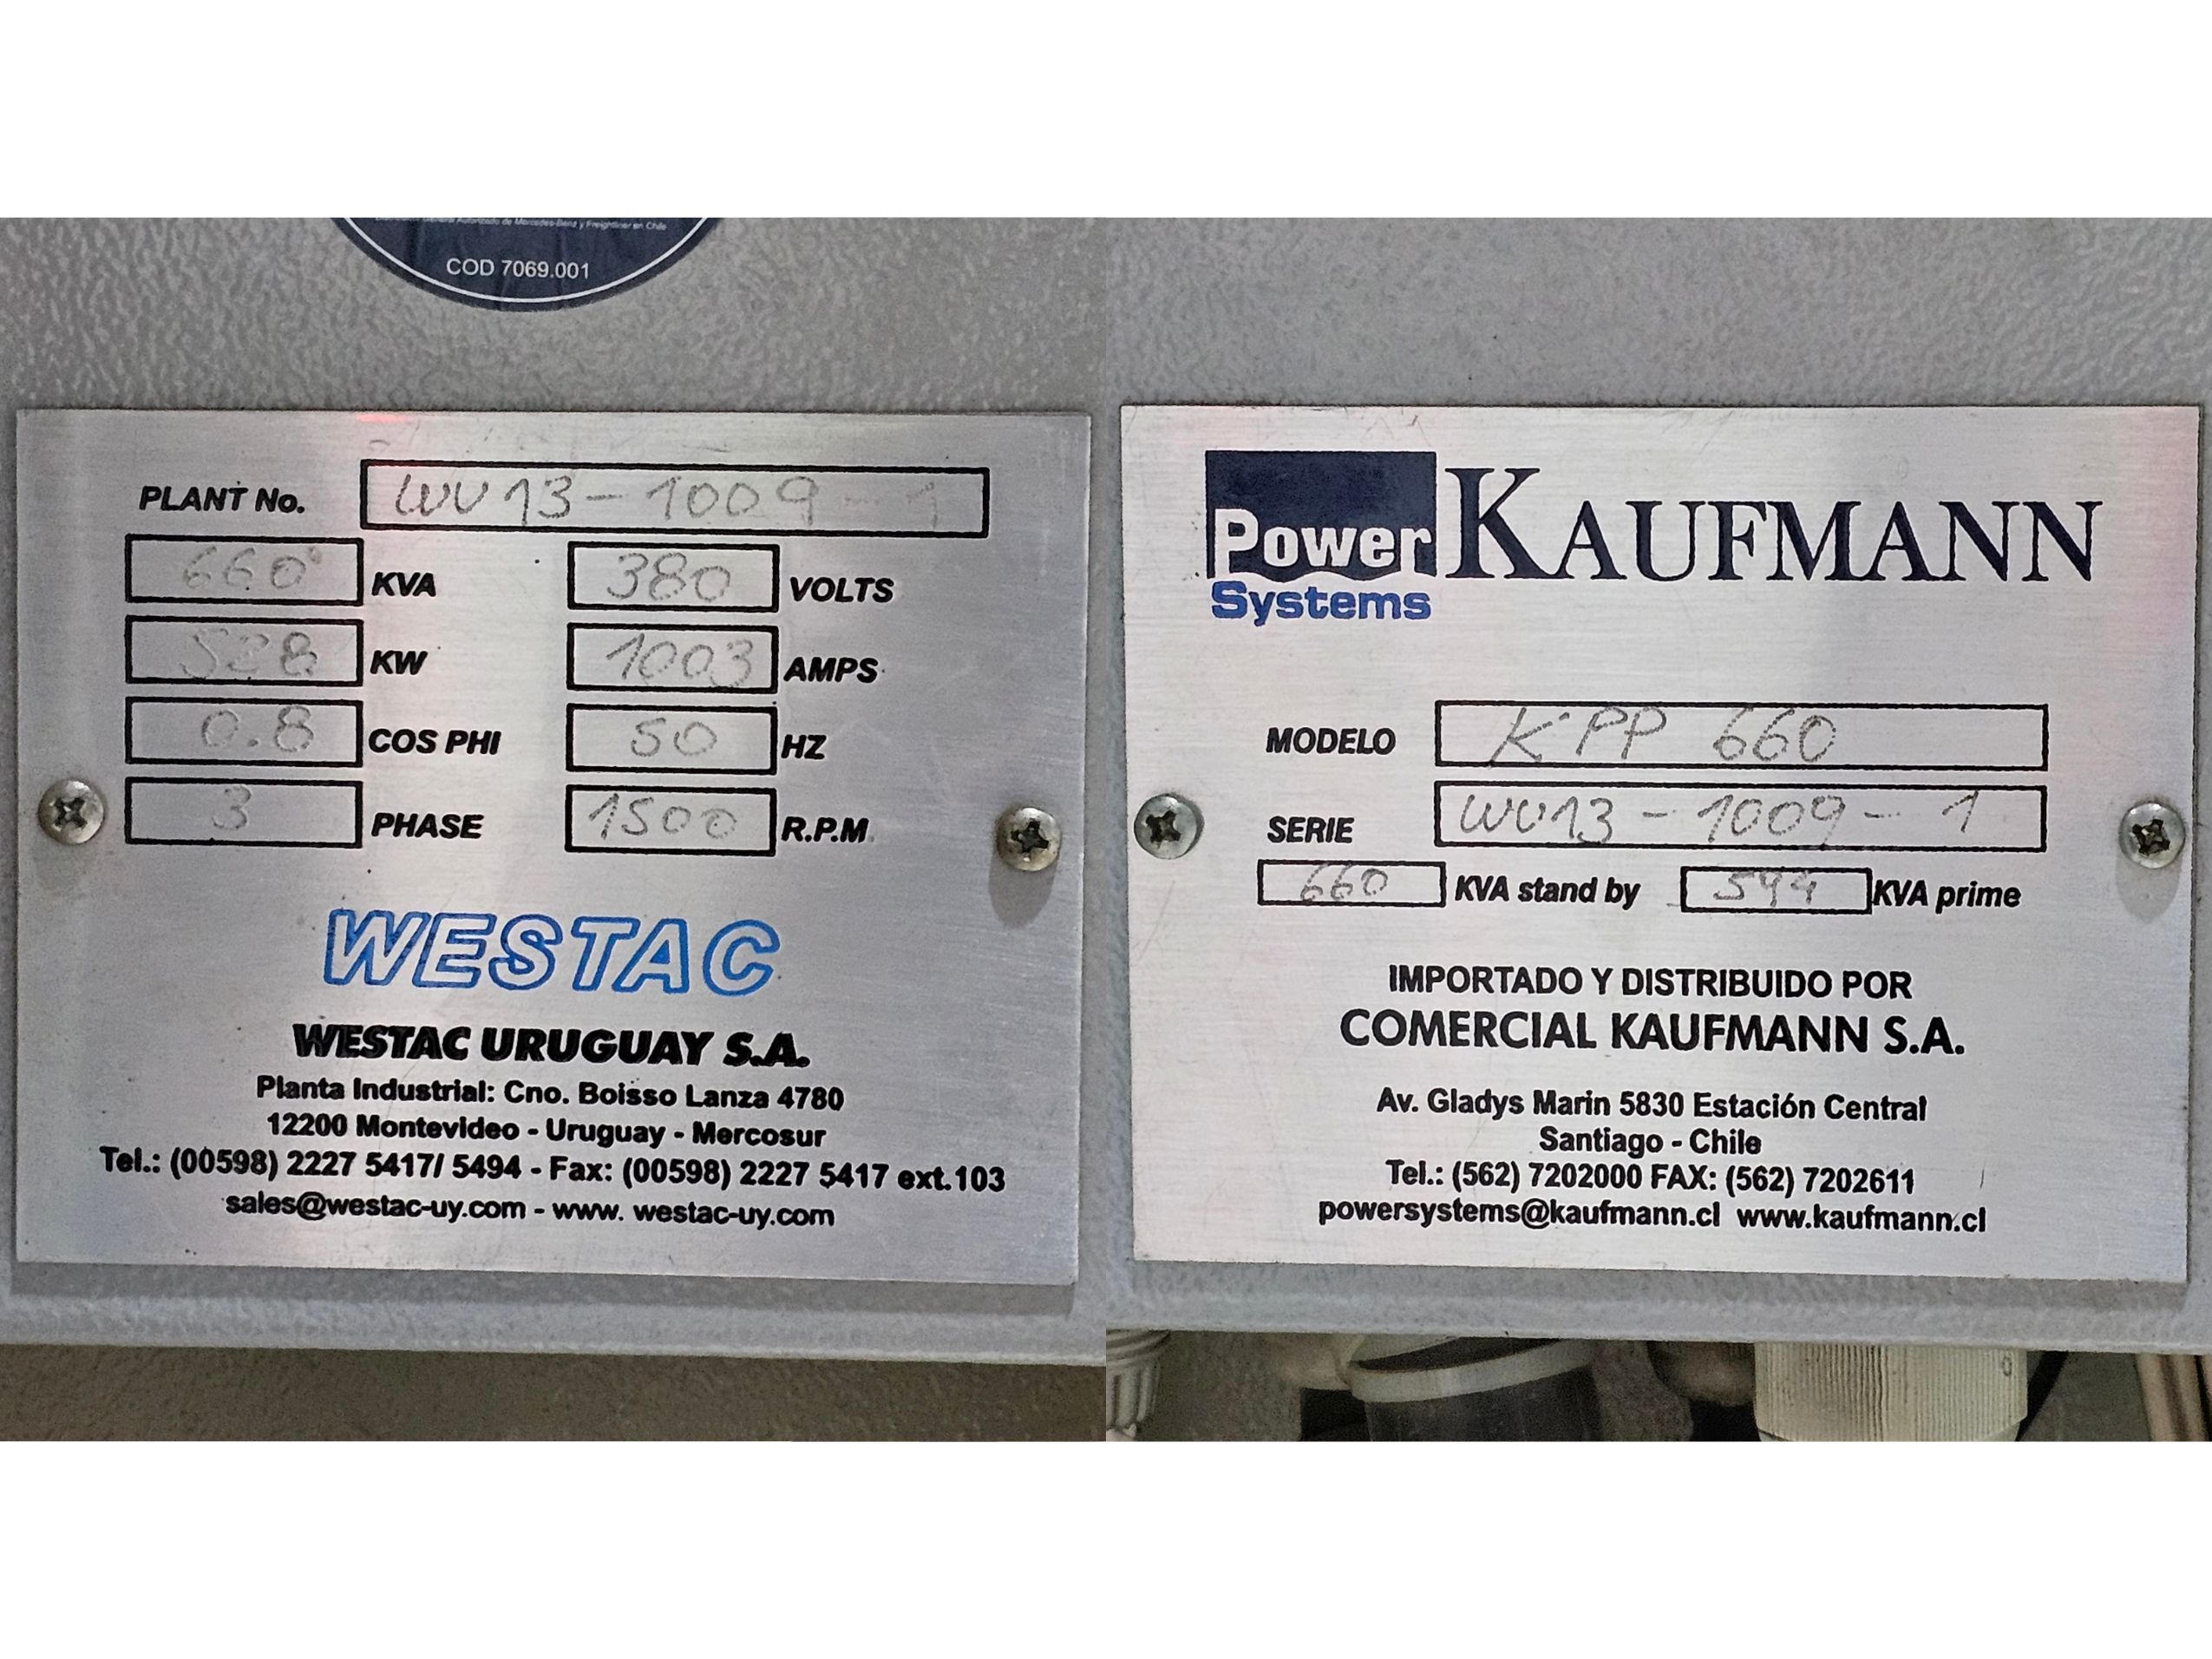 COD 7069.001
PLANT No. WU13-1009-1
660 KVA 380 VOLTS
528 KW 1003 AMPS
0.8 COS PHI 50 HZ
3 PHASE 1500 R.P.M.
WESTAC
WESTAC URUGUAY S.A.
Planta Industrial: Cno. Boisso Lanza 4780
12200 Montevideo - Uruguay - Mercosur
Tel.: (00598) 2227 5417/ 5494 - Fax: (00598) 2227 5417 ext.103
sales@westac-uy.com - www. westac-uy.com
Power KAUFMANN
Systems
MODELO KPP 660
SERIE WU13-1009-1
660 KVA stand by 594 KVA prime
IMPORTADO Y DISTRIBUIDO POR
COMERCIAL KAUFMANN S.A.
Av. Gladys Marin 5830 Estación Central
Santiago - Chile
Tel.: (562) 7202000 FAX: (562) 7202611
powersystems@kaufmann.cl www.kaufmann.cl